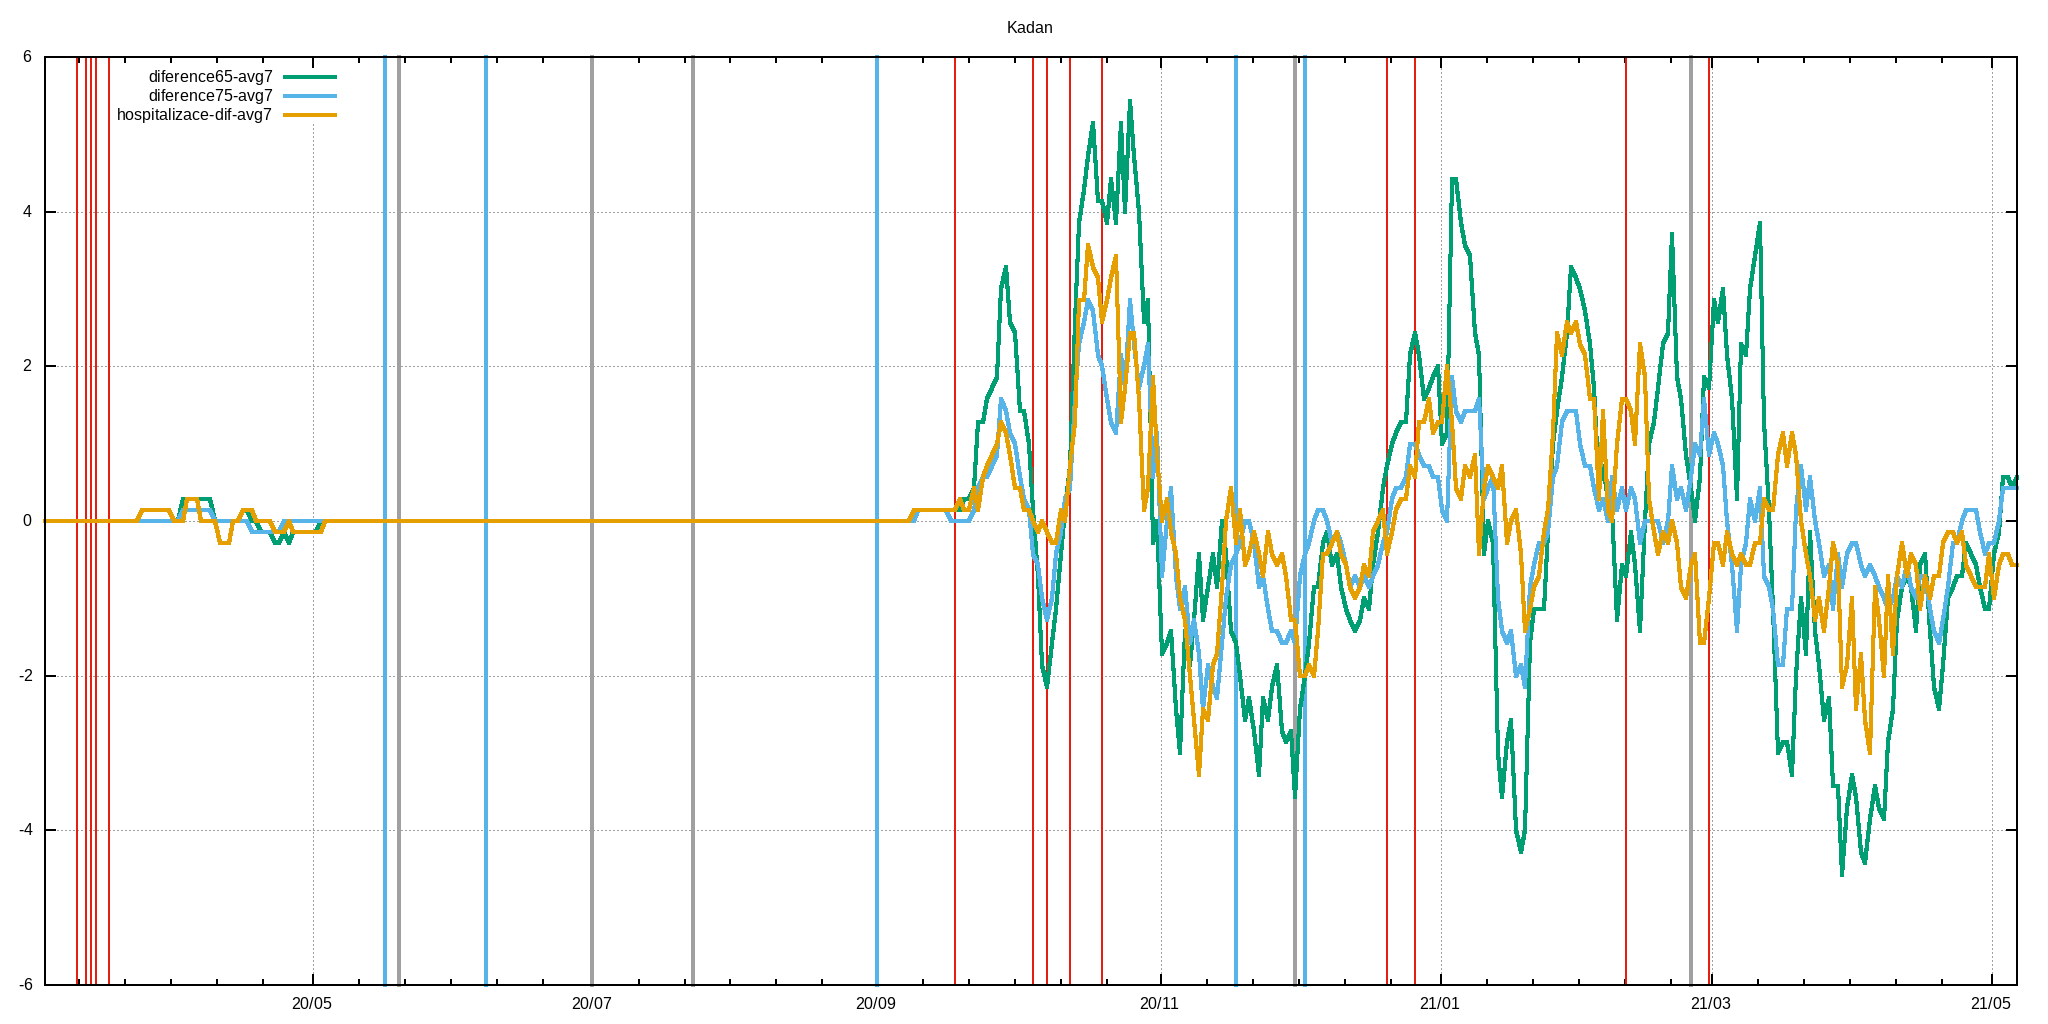 Kadan
6
diference65-avg7
diference75-avg7
hospitalizace-dif-avg7
4
2
0
-2
-4
-6
20/05 20/07 20/09 20/11 21/01 21/03 21/05